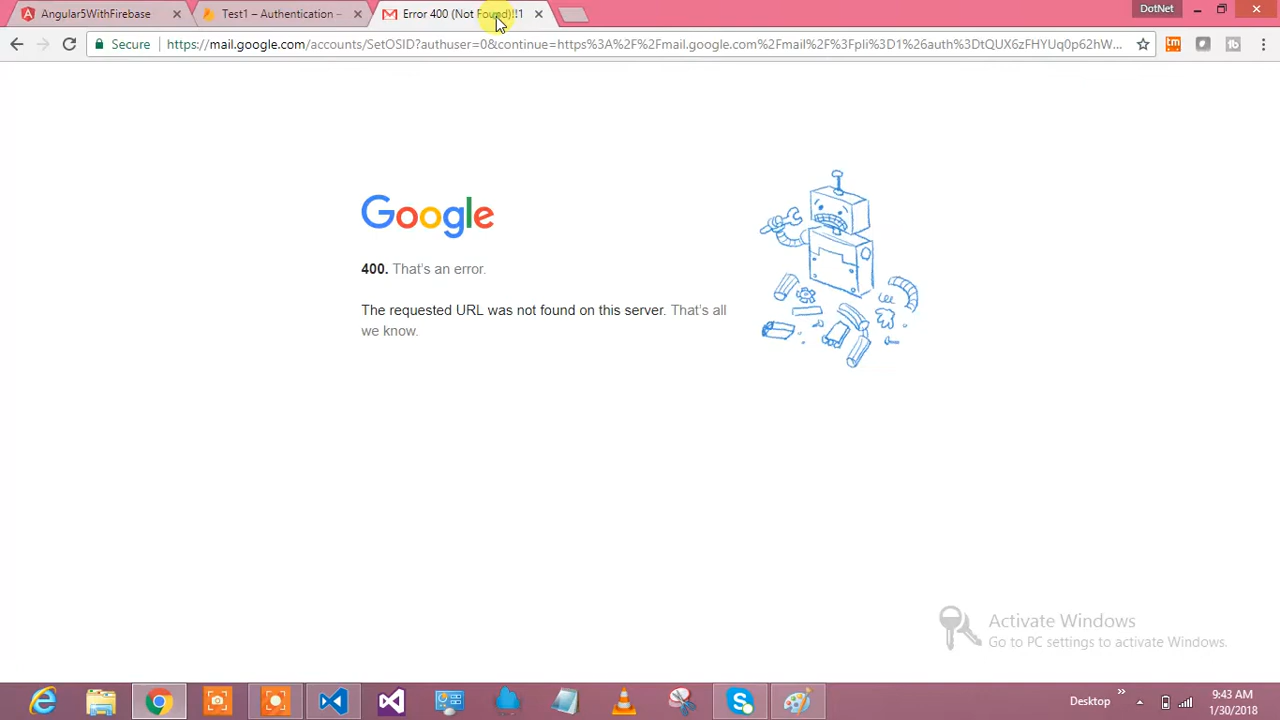 Angular5WithFirebase
Test1 – Authentication –
Error 400 (Not Found)!!1
DotNet
Secure
https://mail.google.com/accounts/SetOSID?authuser=0&continue=https%3A%2F%2Fmail.google.com%2Fmail%2F%3Fpli%3D1%26auth%3DtQUX6zFHYUq0p62hW...
tm
Google
400. That's an error.
The requested URL was not found on this server. That's all
we know.
Activate Windows
Go to PC settings to activate Windows.
Desktop
9:43 AM
1/30/2018